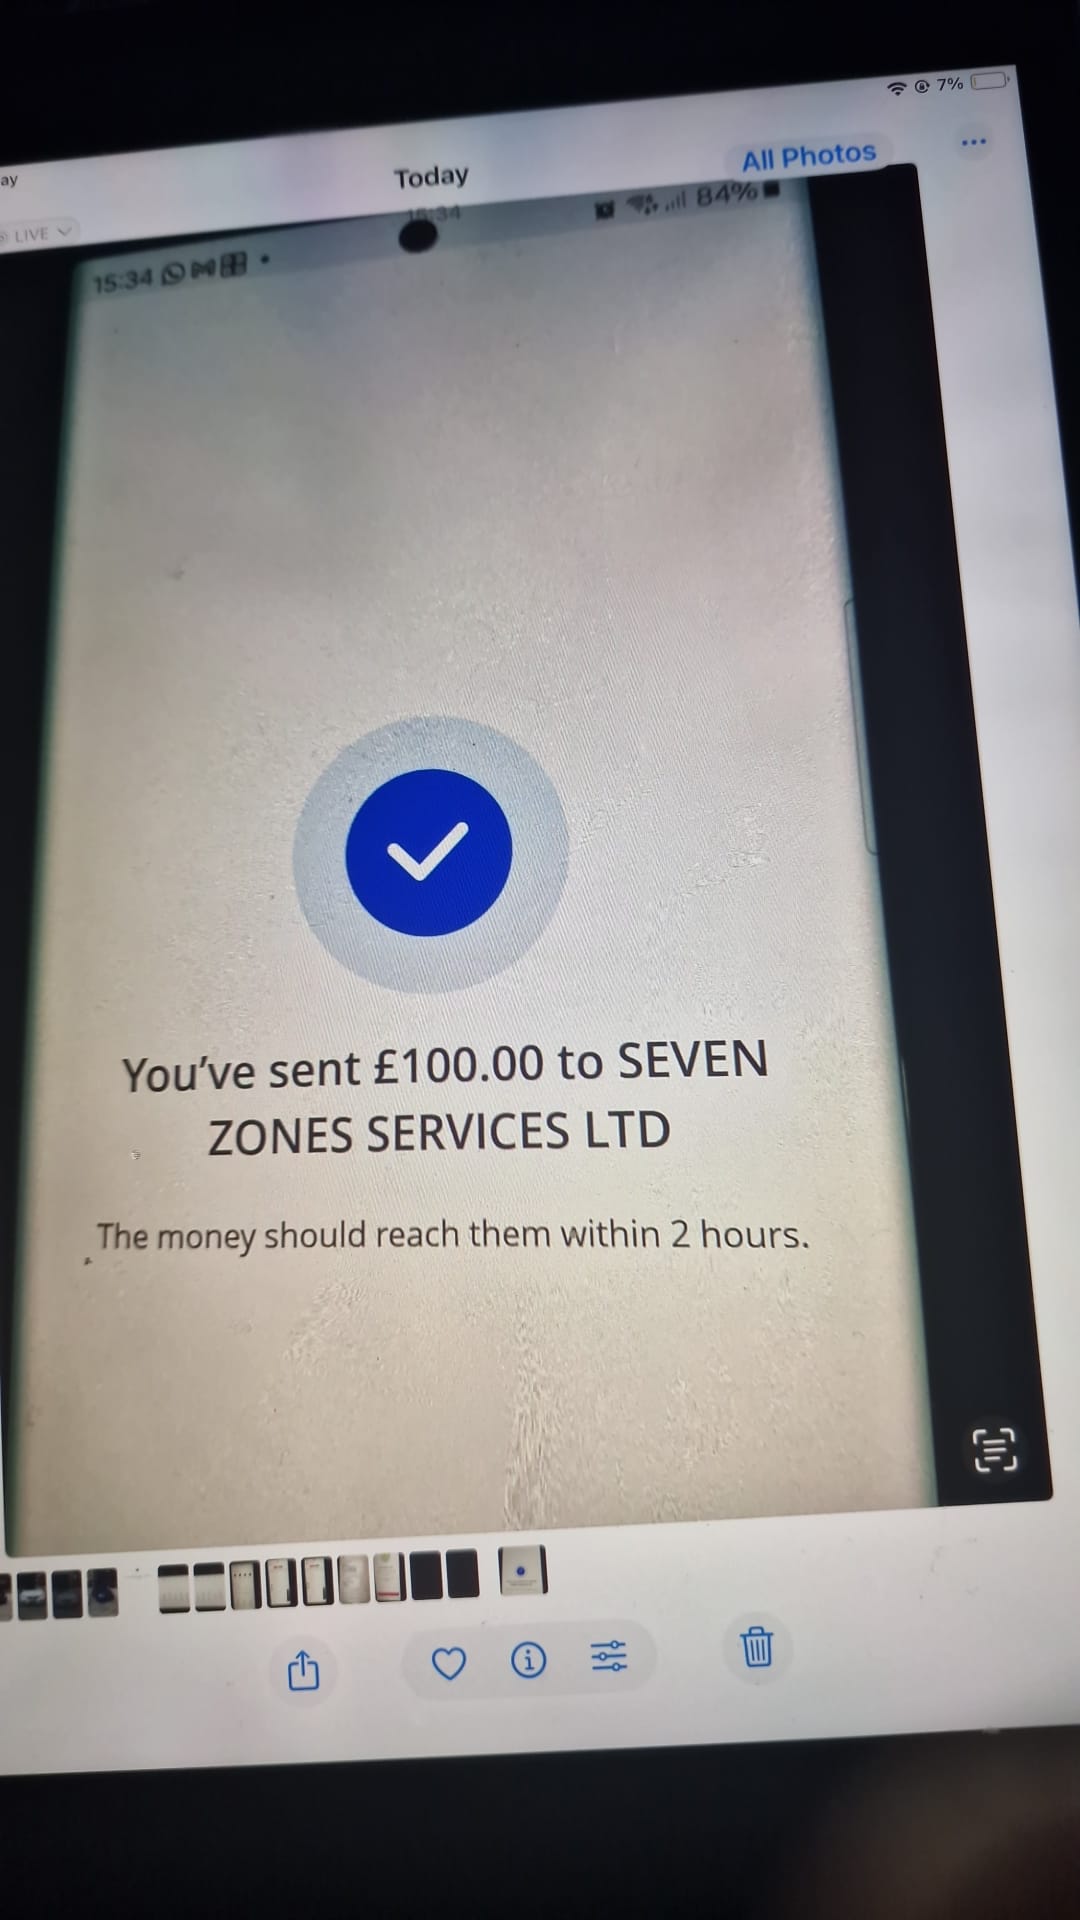 7%
ay
Today
All Photos
LIVE
15:34
84%
15:34
You've sent £100.00 to SEVEN
ZONES SERVICES LTD
The money should reach them within 2 hours.